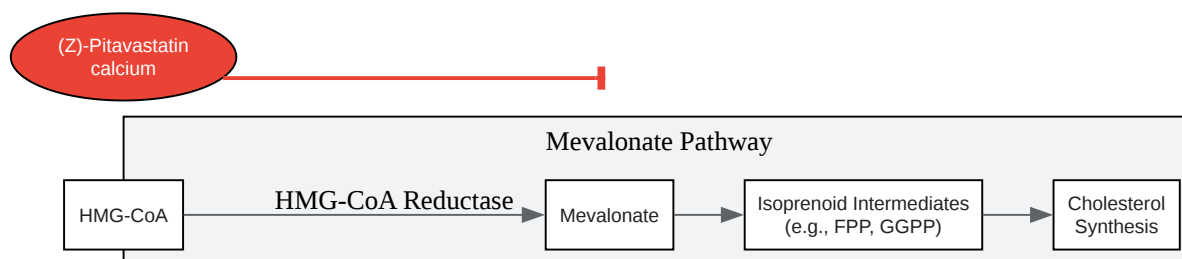 (Z)-Pitavastatin
calcium
Mevalonate Pathway
HMG-CoA
HMG-CoA Reductase
Mevalonate
Isoprenoid Intermediates
(e.g., FPP, GGPP)
Cholesterol
Synthesis